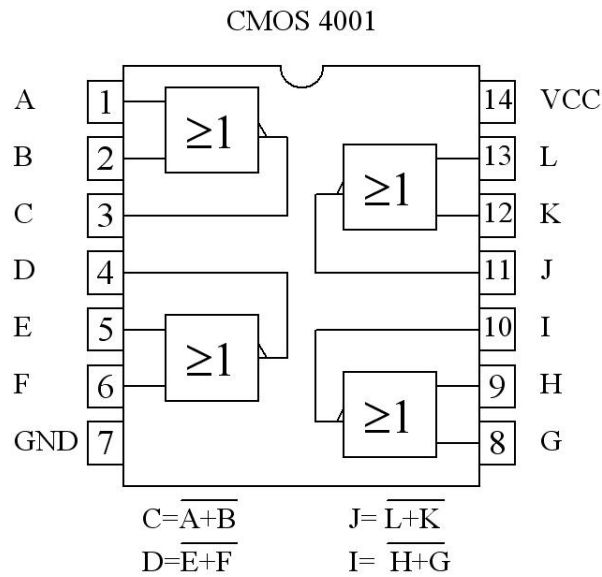 CMOS 4001
A 1 ≥1 14 VCC
B 2 ≥1 13 L
C 3 12 K
D 4 11 J
E 5 ≥1 10 I
F 6 9 H
GND 7 ≥1 8 G
C=A̅+̅B̅ J= L̅+̅K̅
D=E̅+̅F̅ I= H̅+̅G̅